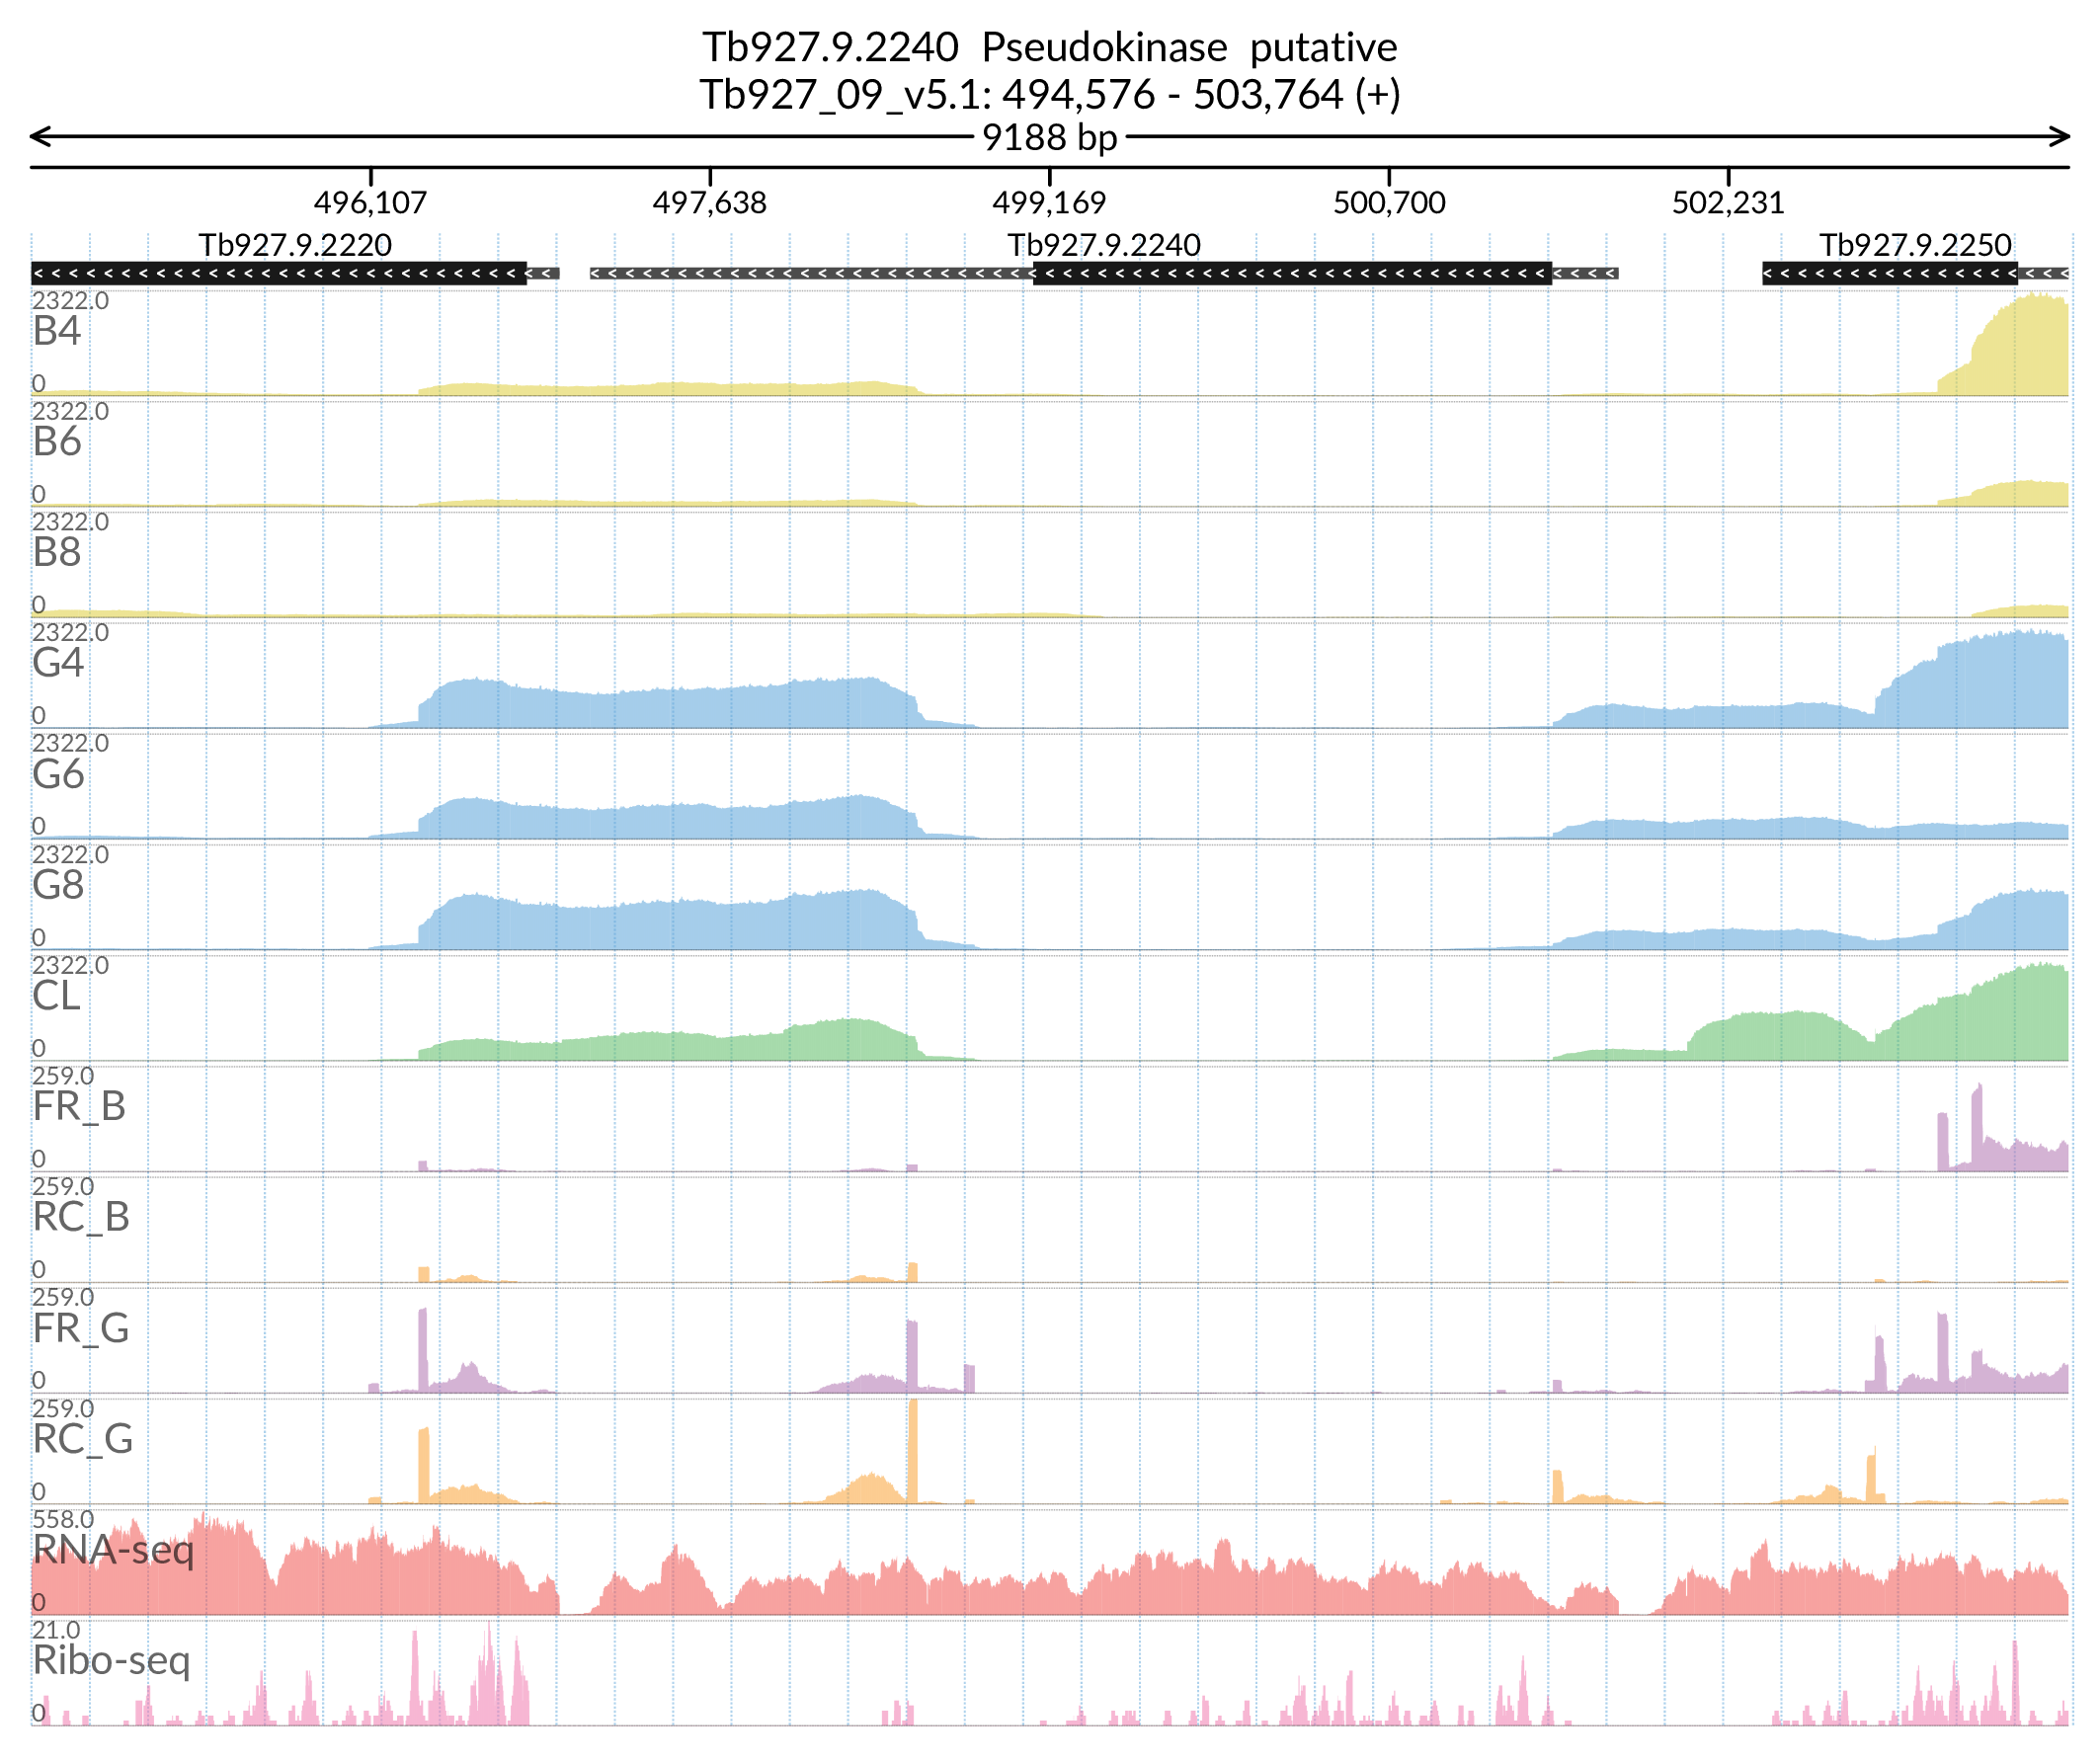 Tb927.9.2240 Pseudokinase putative
Tb927_09_v5.1: 494,576 - 503,764 (+)
9188 bp
496,107 497,638 499,169 500,700 502,231
Tb927.9.2220 Tb927.9.2240 Tb927.9.2250
2322.0
B4
0
2322.0
B6
0
2322.0
B8
0
2322.0
G4
0
2322.0
G6
0
2322.0
G8
0
2322.0
CL
0
259.0
FR_B
0
259.0
RC_B
0
259.0
FR_G
0
259.0
RC_G
0
558.0
RNA-seq
0
21.0
Ribo-seq
0